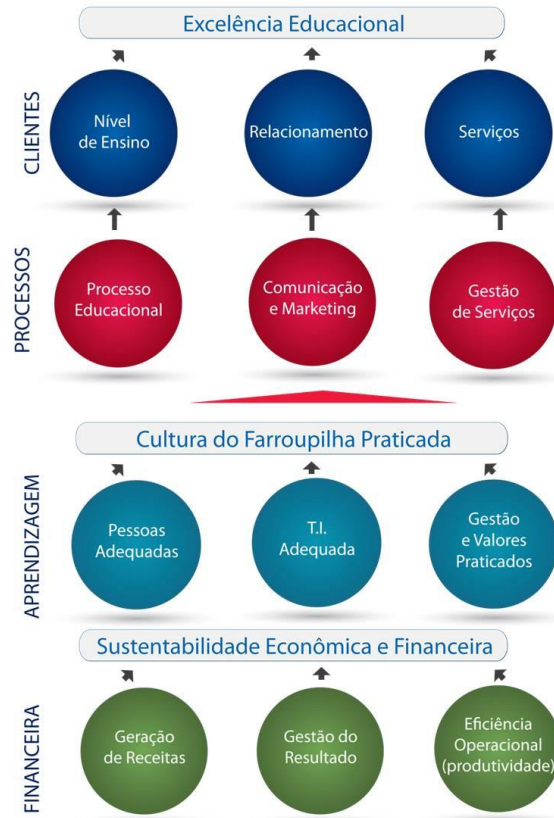 Excelência Educacional
CLIENTES
Nível
de Ensino
Relacionamento
Serviços
PROCESSOS
Processo
Educacional
Comunicação
e Marketing
Gestão
de Serviços
Cultura do Farroupilha Praticada
APRENDIZAGEM
Pessoas
Adequadas
T.I.
Adequada
Gestão
e Valores
Praticados
Sustentabilidade Econômica e Financeira
FINANCEIRA
Geração
de Receitas
Gestão do
Resultado
Eficiência
Operacional
(produtividade)